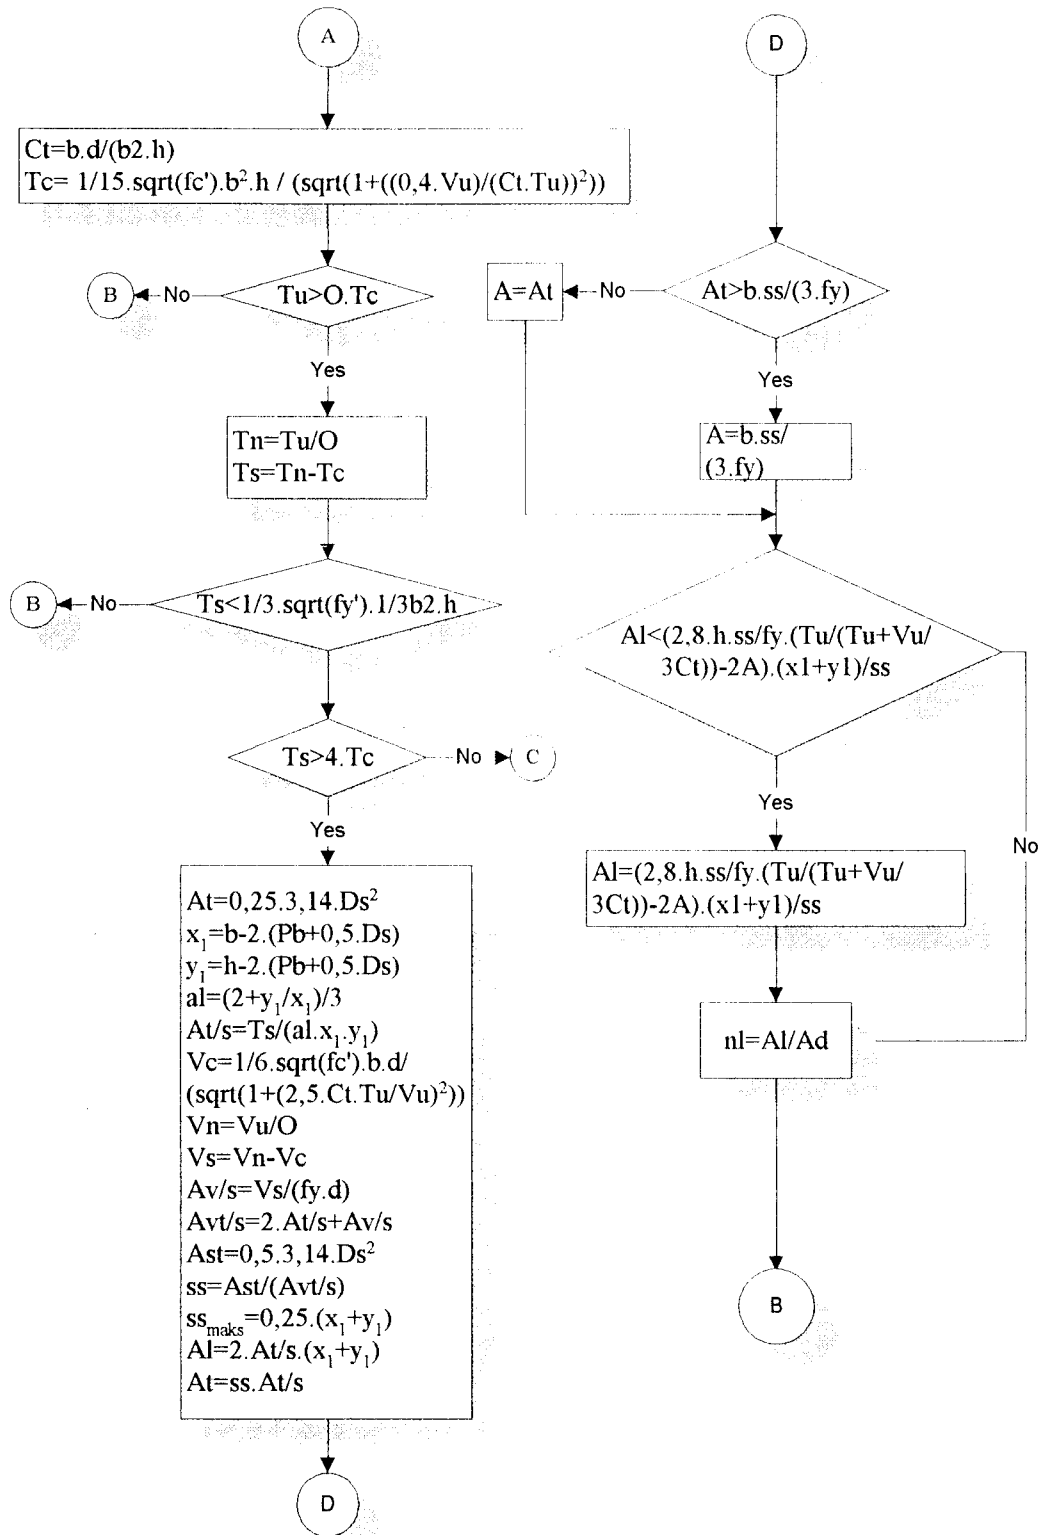 A
Ct=b.d/(b2.h)
Tc= 1/15.sqrt(fc').b².h / (sqrt(1+((0,4.Vu)/(Ct.Tu))²))
Tu>O.Tc
No
B
Yes
Tn=Tu/O
Ts=Tn-Tc
Ts<1/3.sqrt(fy').1/3b2.h
No
B
Ts>4.Tc
No
C
Yes
At=0,25.3,14.Ds²
x₁=b-2.(Pb+0,5.Ds)
y₁=h-2.(Pb+0,5.Ds)
al=(2+y₁/x₁)/3
At/s=Ts/(al.x₁.y₁)
Vc=1/6.sqrt(fc').b.d/
(sqrt(1+(2,5.Ct.Tu/Vu)²))
Vn=Vu/O
Vs=Vn-Vc
Av/s=Vs/(fy.d)
Avt/s=2.At/s+Av/s
Ast=0,5.3,14.Ds²
ss=Ast/(Avt/s)
ss maks=0,25.(x₁+y₁)
Al=2.At/s.(x₁+y₁)
At=ss.At/s
D
D
At>b.ss/(3.fy)
No
A=At
Yes
A=b.ss/
(3.fy)
Al<(2,8.h.ss/fy.(Tu/(Tu+Vu/
3Ct))-2A).(x1+y1)/ss
Yes
No
Al=(2,8.h.ss/fy.(Tu/(Tu+Vu/
3Ct))-2A).(x1+y1)/ss
nl=Al/Ad
B